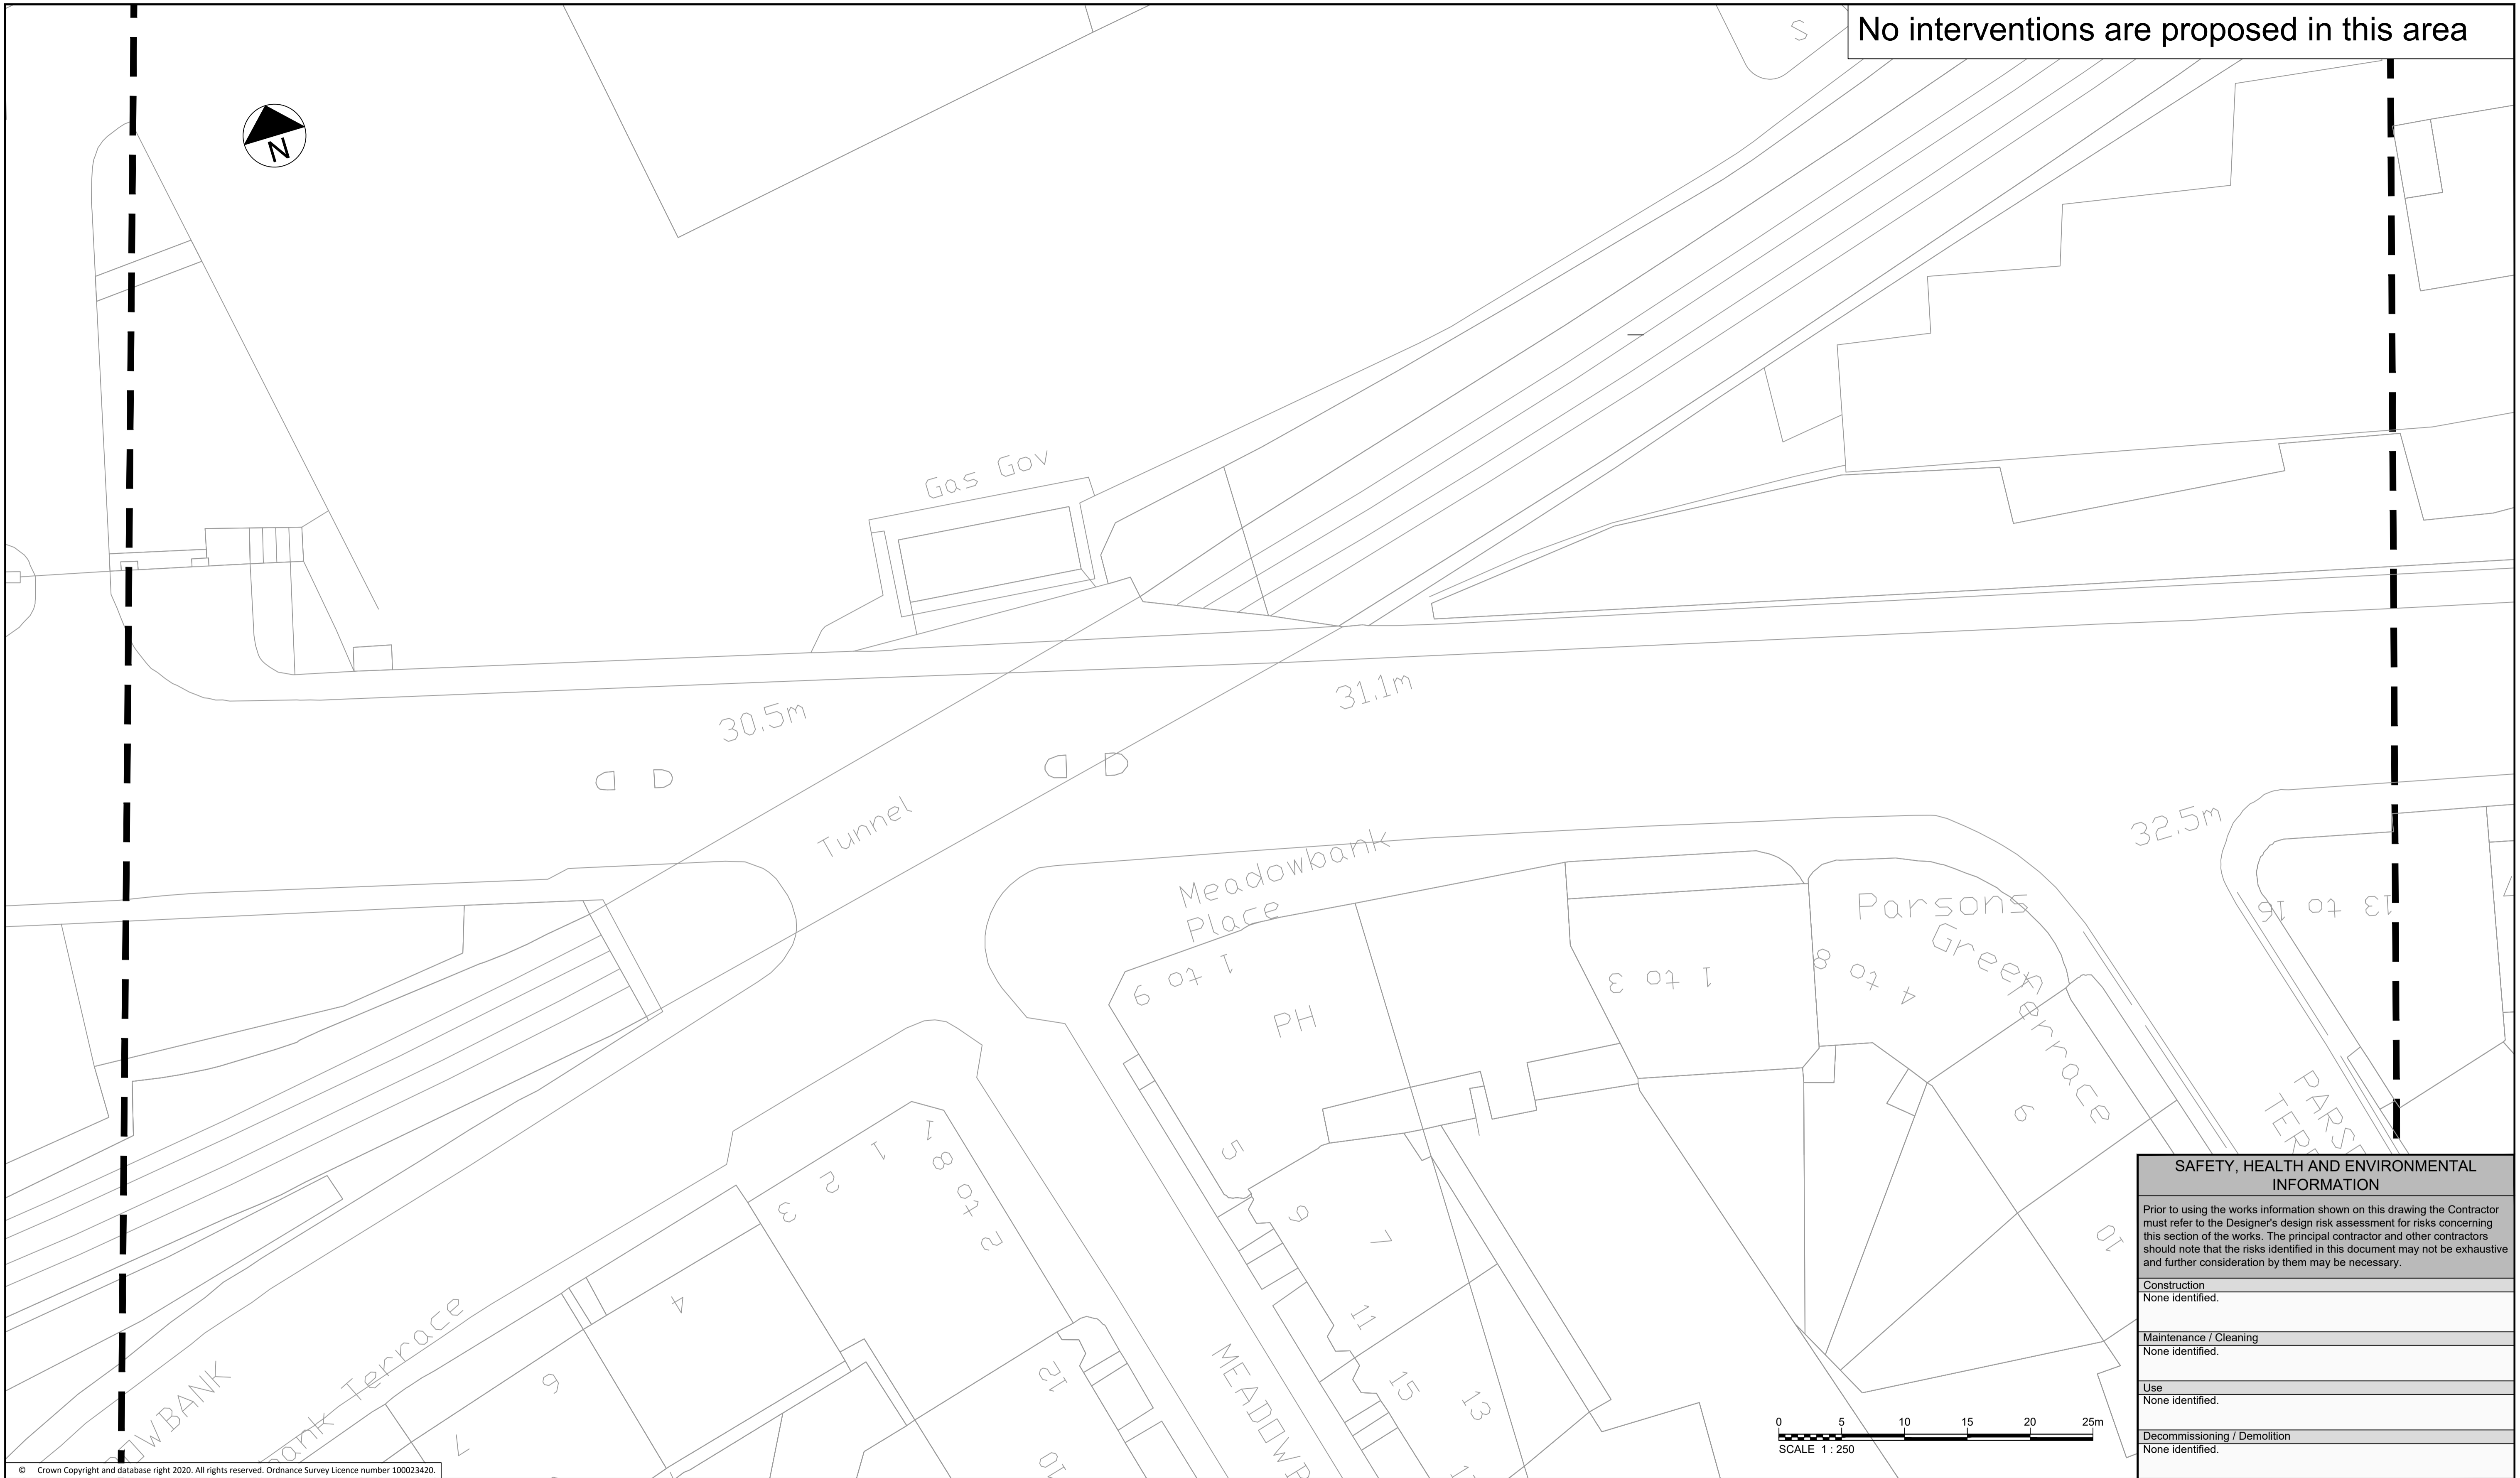 No interventions are proposed in this area
S
N
Gas Gov
30.5m
31.1m
32.5m
Tunnel
Meadowbank
Place
Parsons
Green
Terrace
1 to 9
PH
1 to 3
4 to 8
13 to 16
5
6
7
9
10
11
15
13
1
2
3
4
2 to 8
1
6
7
12
10
SAFETY, HEALTH AND ENVIRONMENTAL
INFORMATION
Prior to using the works information shown on this drawing the Contractor
must refer to the Designer's design risk assessment for risks concerning
this section of the works. The principal contractor and other contractors
should note that the risks identified in this document may not be exhaustive
and further consideration by them may be necessary.
Construction
None identified.
Maintenance / Cleaning
None identified.
Use
None identified.
Decommissioning / Demolition
None identified.
0 5 10 15 20 25m
SCALE 1 : 250
© Crown Copyright and database right 2020. All rights reserved. Ordnance Survey Licence number 100023420.